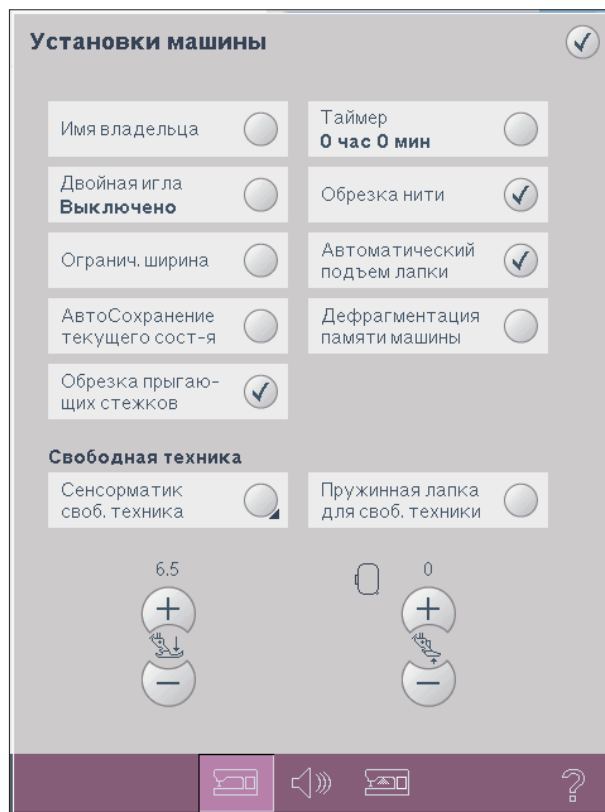 Установки машины
Имя владельца
Таймер
0 час 0 мин
Двойная игла
Выключено
Обрезка нити
Огранич. ширина
Автоматический
подъем лапки
АвтоСохранение
текущего сост-я
Дефрагментация
памяти машины
Обрезка прыгаю-
щих стежков
Свободная техника
Сенсорматик
своб. техника
Пружинная лапка
для своб. техники
6.5
0
+
+
−
−
?